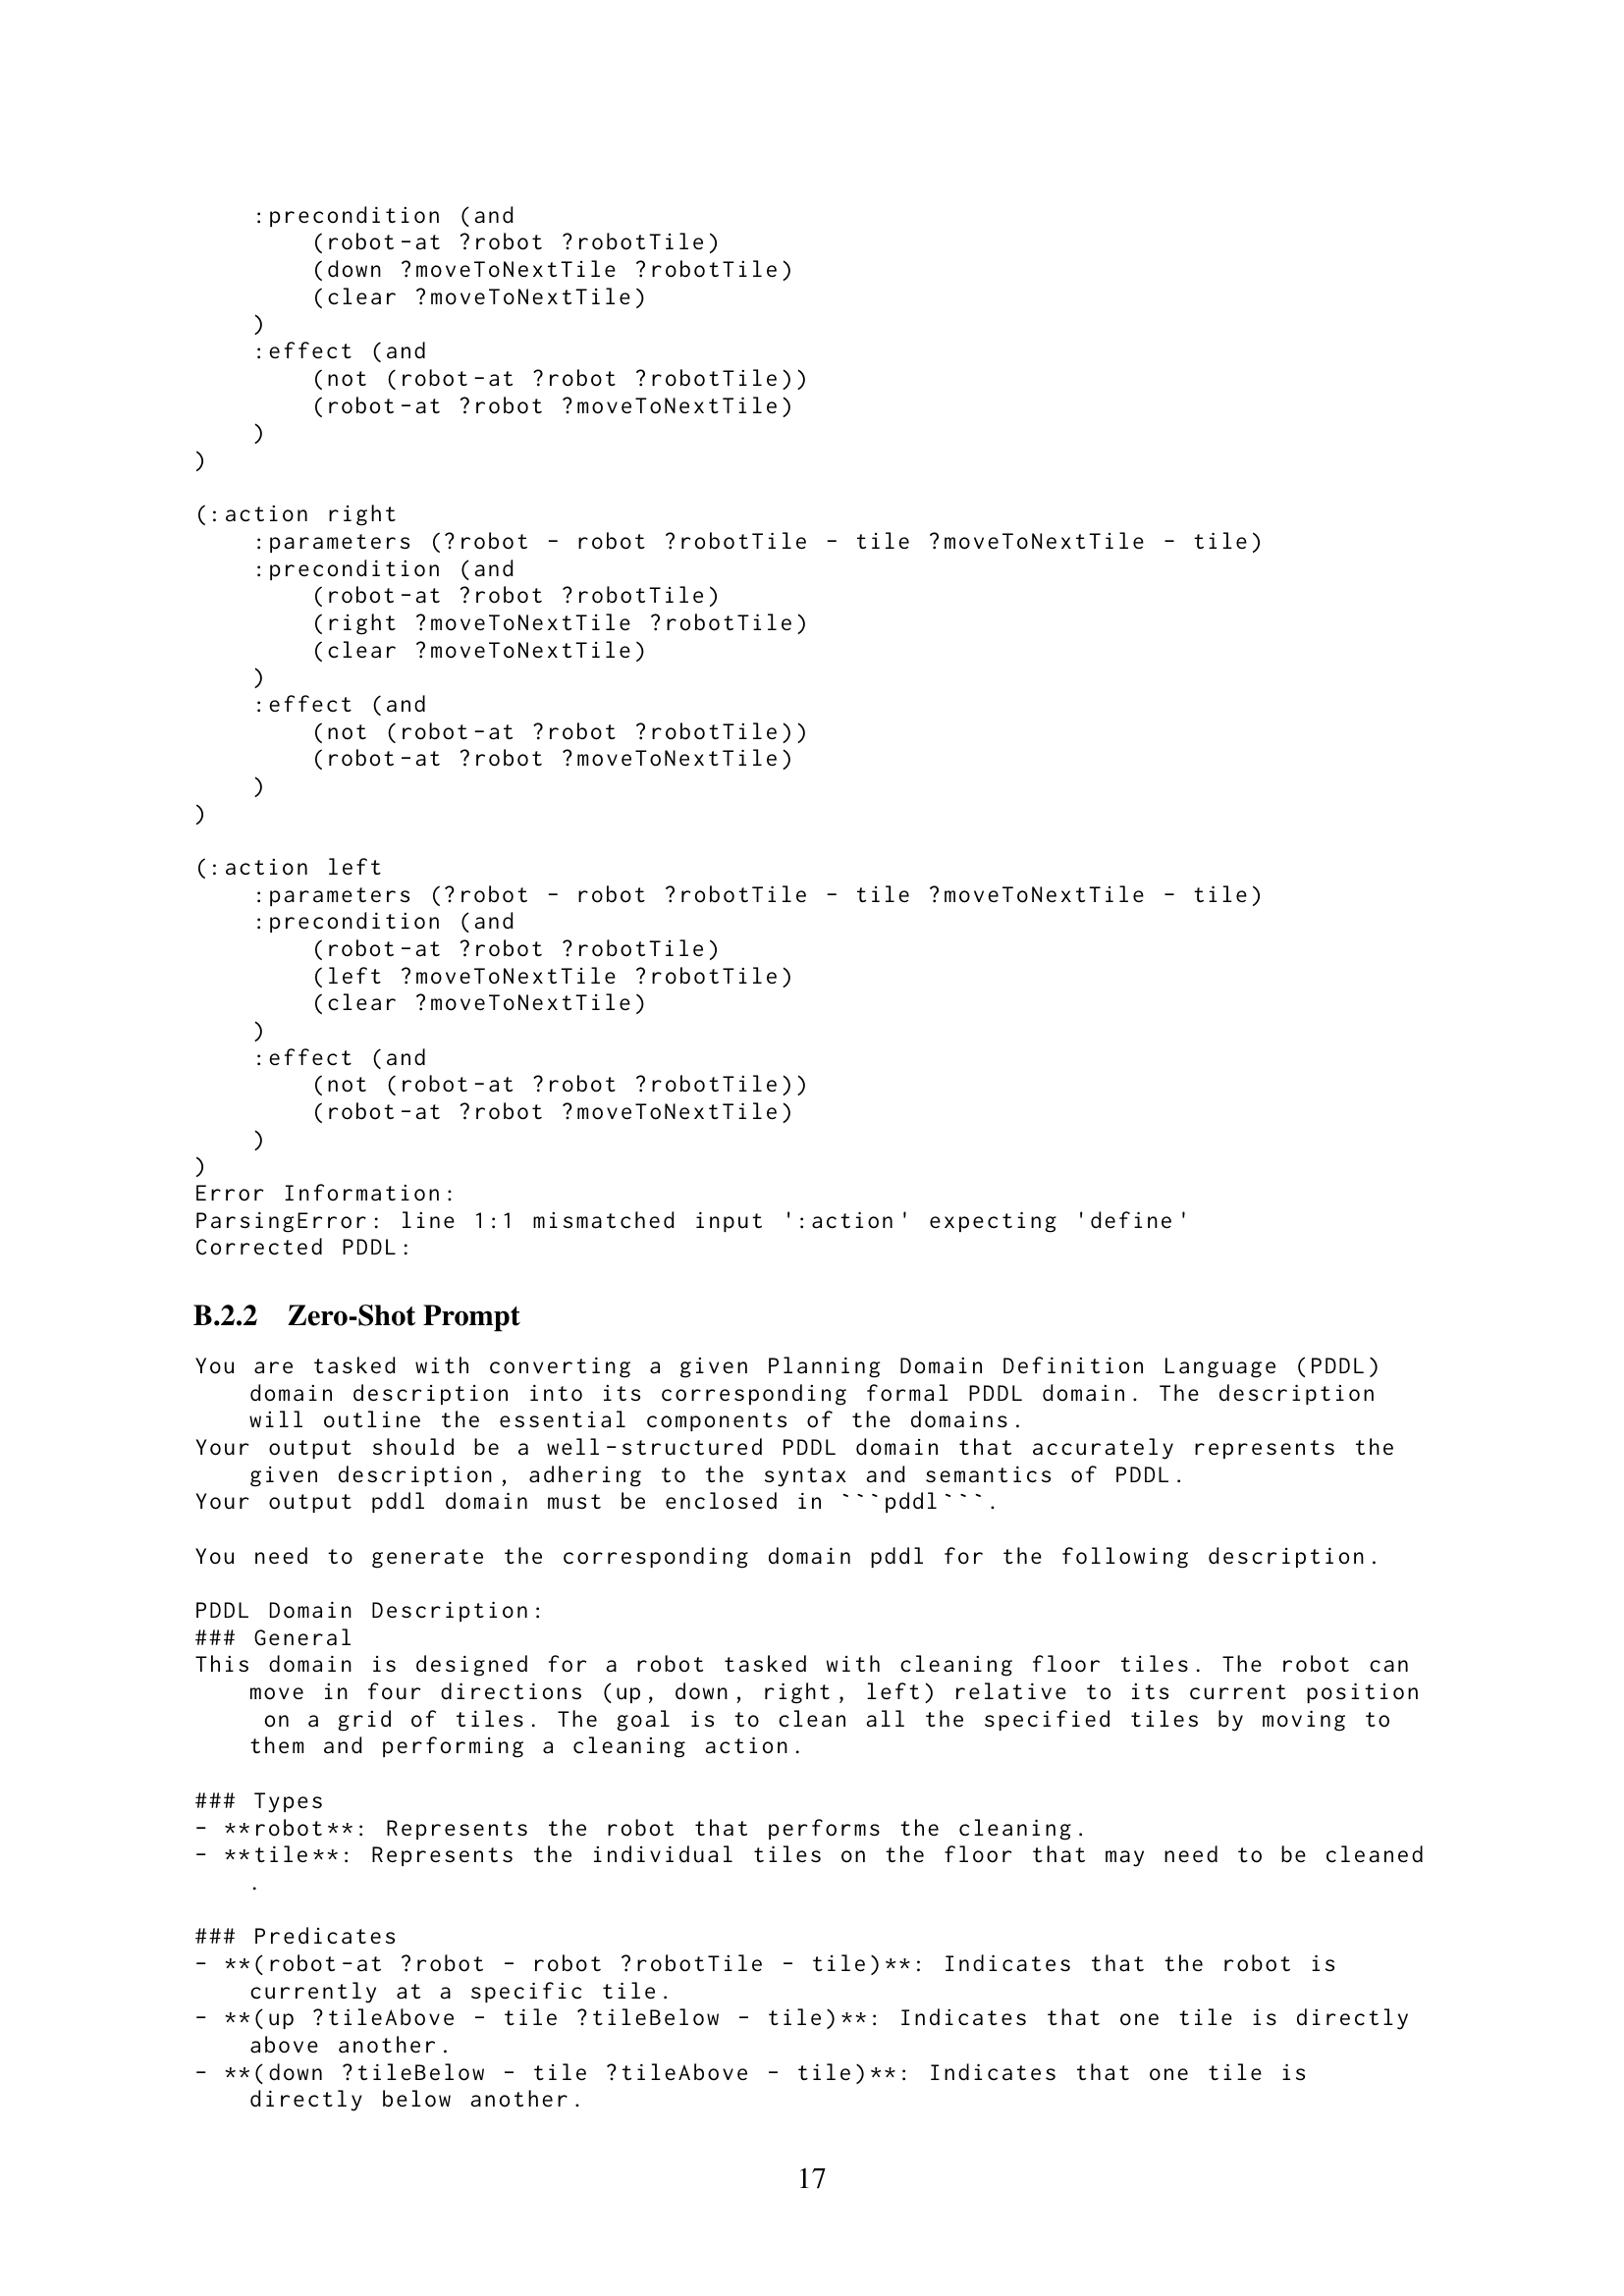 :precondition (and
(robot-at ?robot ?robotTile)
(down ?moveToNextTile ?robotTile)
(clear ?moveToNextTile)
)
:effect (and
(not (robot-at ?robot ?robotTile))
(robot-at ?robot ?moveToNextTile)
)
)
(:action right
:parameters (?robot - robot ?robotTile - tile ?moveToNextTile - tile)
:precondition (and
(robot-at ?robot ?robotTile)
(right ?moveToNextTile ?robotTile)
(clear ?moveToNextTile)
)
:effect (and
(not (robot-at ?robot ?robotTile))
(robot-at ?robot ?moveToNextTile)
)
)
(:action left
:parameters (?robot - robot ?robotTile - tile ?moveToNextTile - tile)
:precondition (and
(robot-at ?robot ?robotTile)
(left ?moveToNextTile ?robotTile)
(clear ?moveToNextTile)
)
:effect (and
(not (robot-at ?robot ?robotTile))
(robot-at ?robot ?moveToNextTile)
)
)
Error Information:
ParsingError: line 1:1 mismatched input ':action' expecting 'define'
Corrected PDDL:
B.2.2 Zero-Shot Prompt
You are tasked with converting a given Planning Domain Definition Language (PDDL)
domain description into its corresponding formal PDDL domain. The description
will outline the essential components of the domains.
Your output should be a well-structured PDDL domain that accurately represents the
given description, adhering to the syntax and semantics of PDDL.
Your output pddl domain must be enclosed in ```pddl```.
You need to generate the corresponding domain pddl for the following description.
PDDL Domain Description:
### General
This domain is designed for a robot tasked with cleaning floor tiles. The robot can
move in four directions (up, down, right, left) relative to its current position
on a grid of tiles. The goal is to clean all the specified tiles by moving to
them and performing a cleaning action.
### Types
- **robot**: Represents the robot that performs the cleaning.
- **tile**: Represents the individual tiles on the floor that may need to be cleaned
.
### Predicates
- **(robot-at ?robot - robot ?robotTile - tile)**: Indicates that the robot is
currently at a specific tile.
- **(up ?tileAbove - tile ?tileBelow - tile)**: Indicates that one tile is directly
above another.
- **(down ?tileBelow - tile ?tileAbove - tile)**: Indicates that one tile is
directly below another.
17